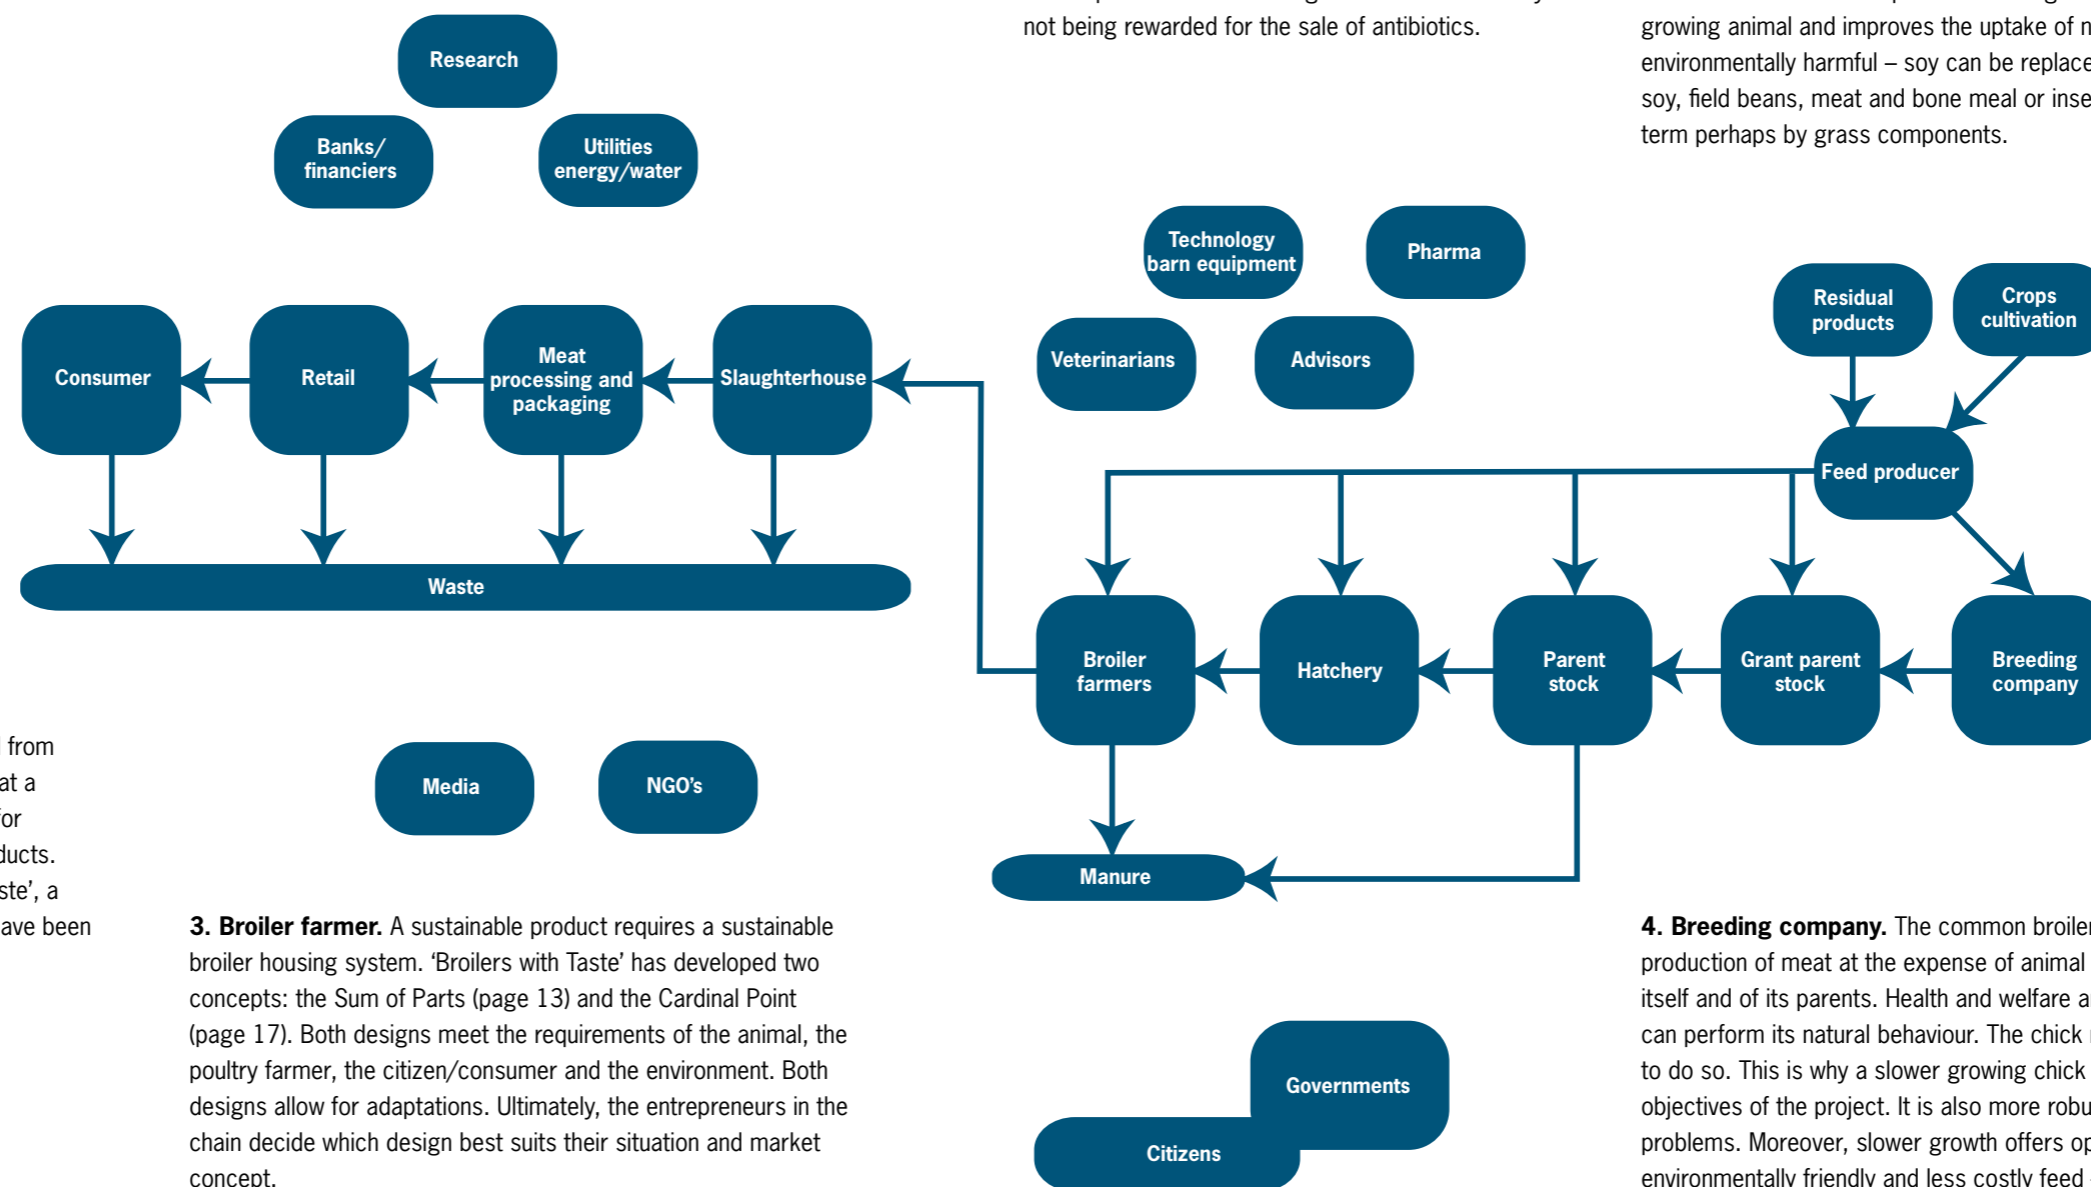 not being rewarded for the sale of antibiotics.
growing animal and improves the uptake of n
environmentally harmful – soy can be replace
soy, field beans, meat and bone meal or inse
term perhaps by grass components.
Research
Banks/
financiers
Utilities
energy/water
Technology
barn equipment
Pharma
Veterinarians
Advisors
Residual
products
Crops
cultivation
Consumer
Retail
Meat
processing and
packaging
Slaughterhouse
Feed producer
Waste
Broiler
farmers
Hatchery
Parent
stock
Grant parent
stock
Breeding
company
Media
NGO's
Manure
from
at a
for
ducts.
ste’, a
ave been
3. Broiler farmer. A sustainable product requires a sustainable
broiler housing system. ‘Broilers with Taste’ has developed two
concepts: the Sum of Parts (page 13) and the Cardinal Point
(page 17). Both designs meet the requirements of the animal, the
poultry farmer, the citizen/consumer and the environment. Both
designs allow for adaptations. Ultimately, the entrepreneurs in the
chain decide which design best suits their situation and market
concept.
Governments
Citizens
4. Breeding company. The common broiler
production of meat at the expense of animal
itself and of its parents. Health and welfare a
can perform its natural behaviour. The chick
to do so. This is why a slower growing chick
objectives of the project. It is also more robu
problems. Moreover, slower growth offers op
environmentally friendly and less costly feed